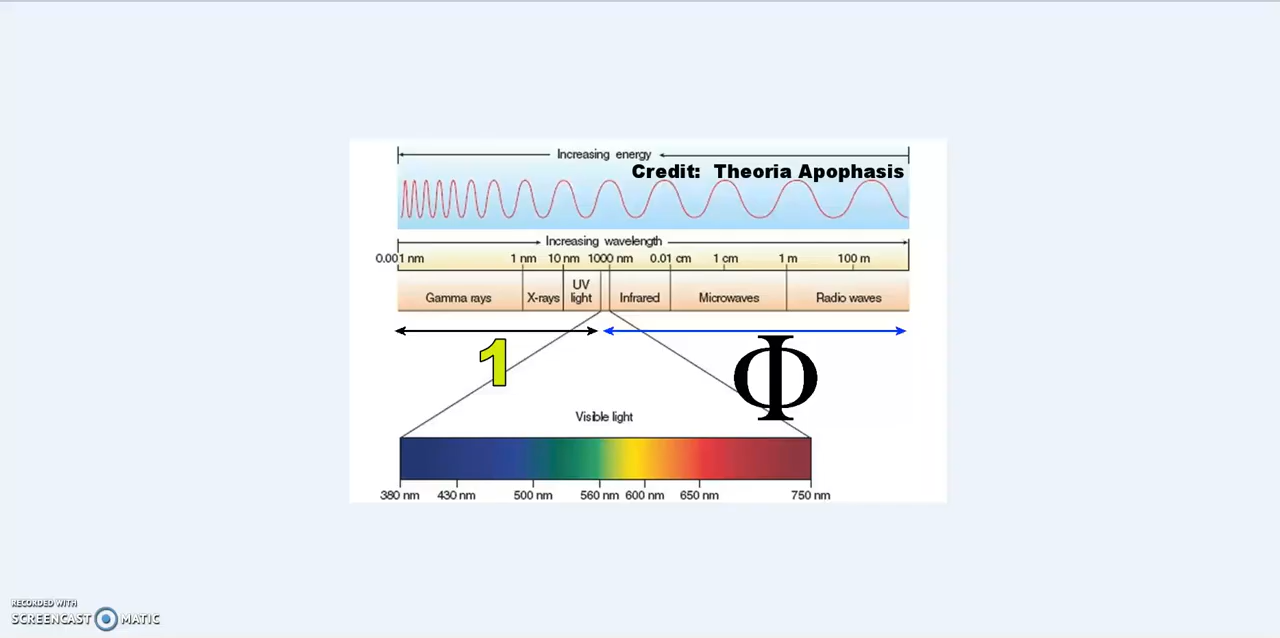 Increasing energy
Credit: Theoria Apophasis
Increasing wavelength
0.001 nm 1 nm 10 nm 1000 nm 0.01 cm 1 cm 1 m 100 m
Gamma rays X-rays UV light Infrared Microwaves Radio waves
1 Φ
Visible light
380 nm 430 nm 500 nm 560 nm 600 nm 650 nm 750 nm
RECORDED WITH
SCREENCAST MATIC